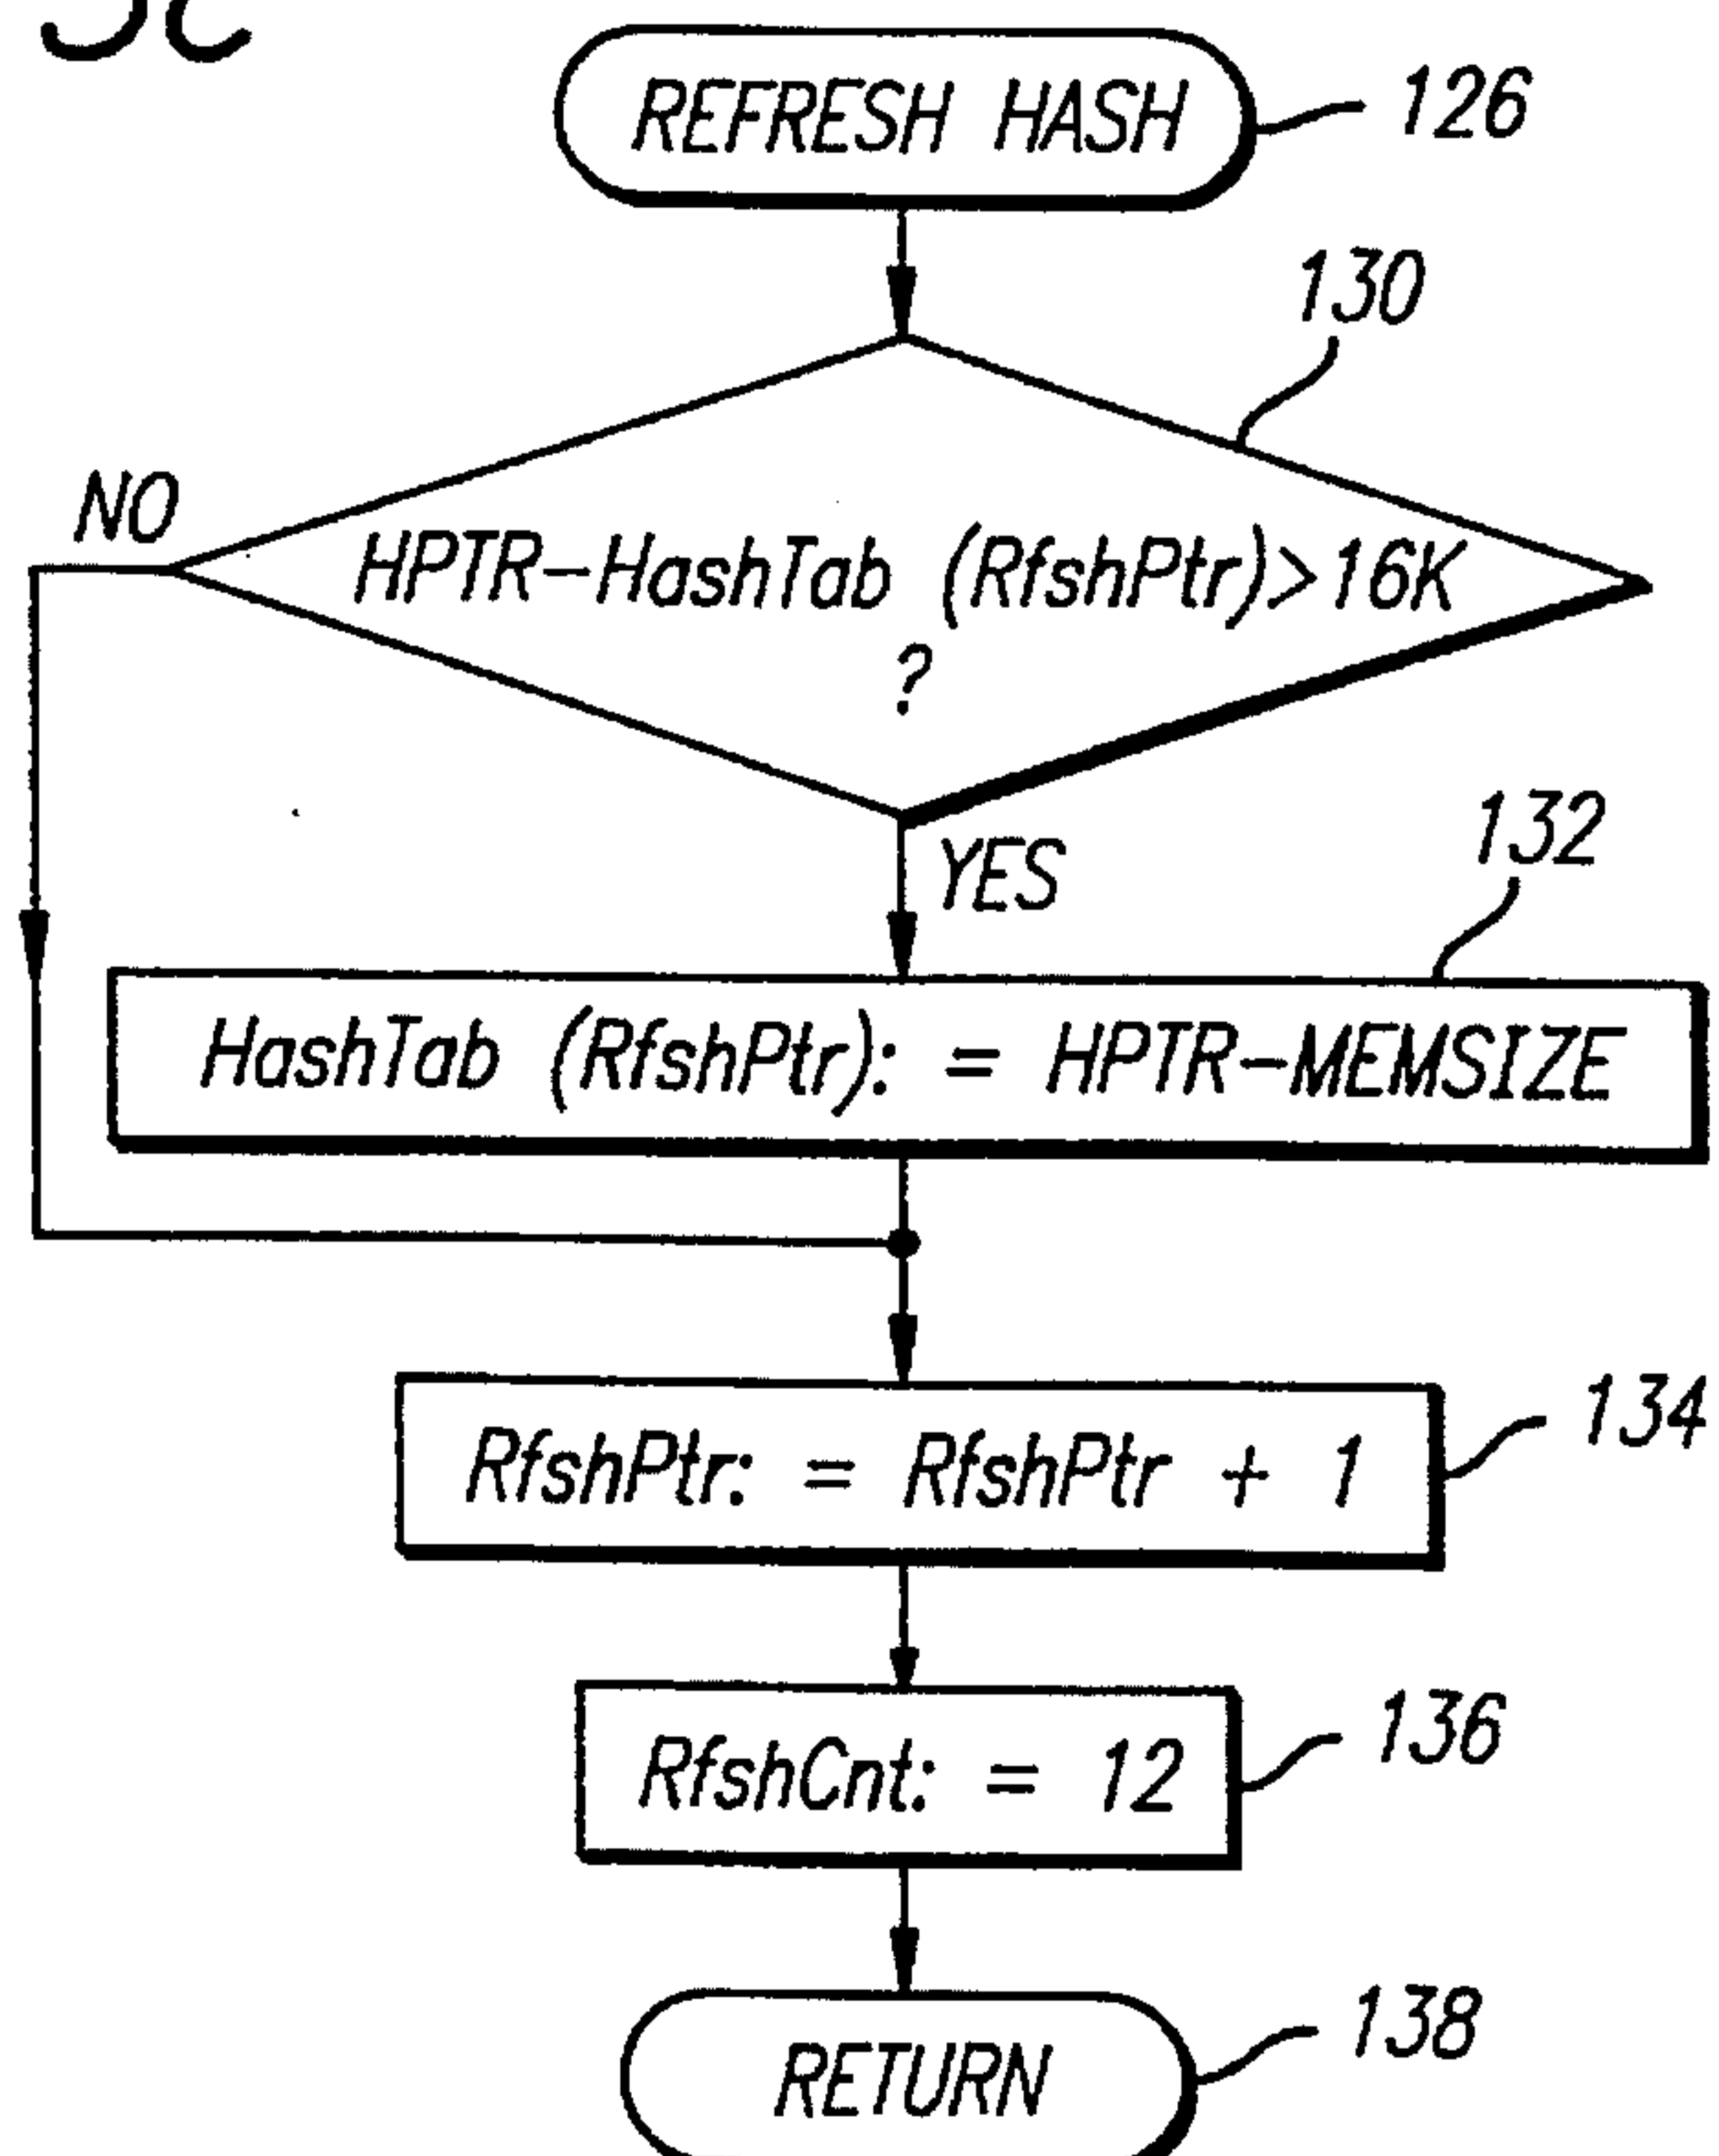 REFRESH HASH
126
130
NO
HPTR-HashTab (RfshPtr)>16K
?
YES
132
HashTab (RfshPtr): = HPTR-MEMSIZE
RfshPtr: = RfshPtr + 1
134
RfshCnt: = 12
136
RETURN
138